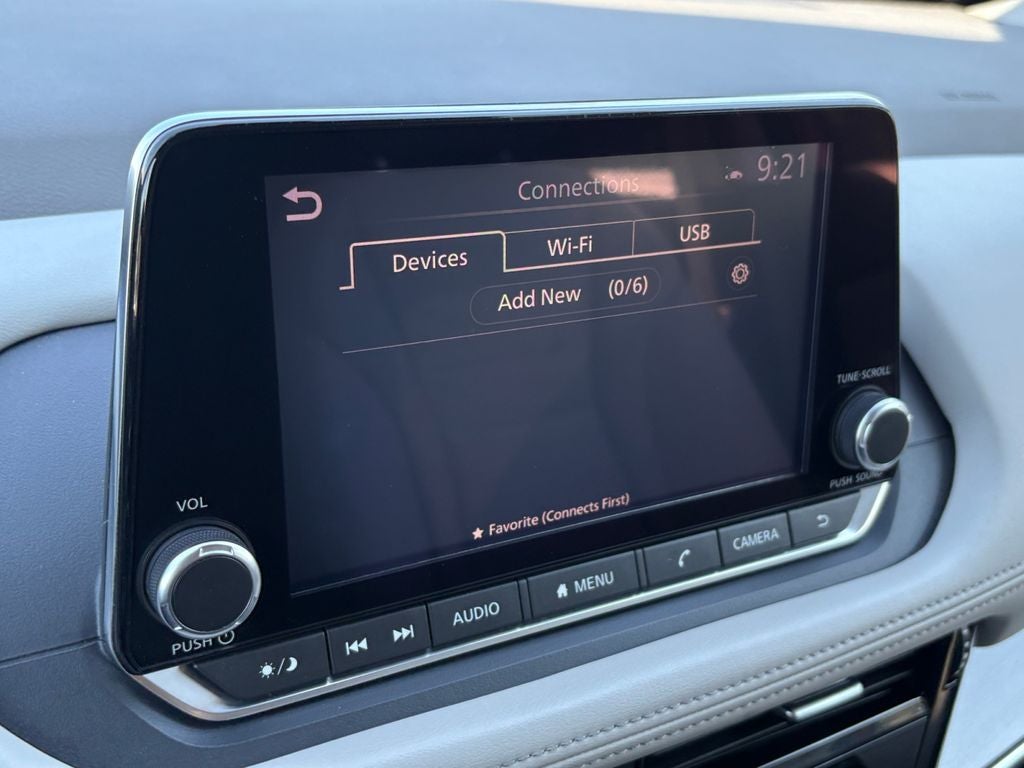 Connections
9:21
Devices
Wi-Fi
USB
Add New (0/6)
★ Favorite (Connects First)
TUNE·SCROLL
PUSH SOUND
VOL
PUSH
AUDIO
MENU
CAMERA